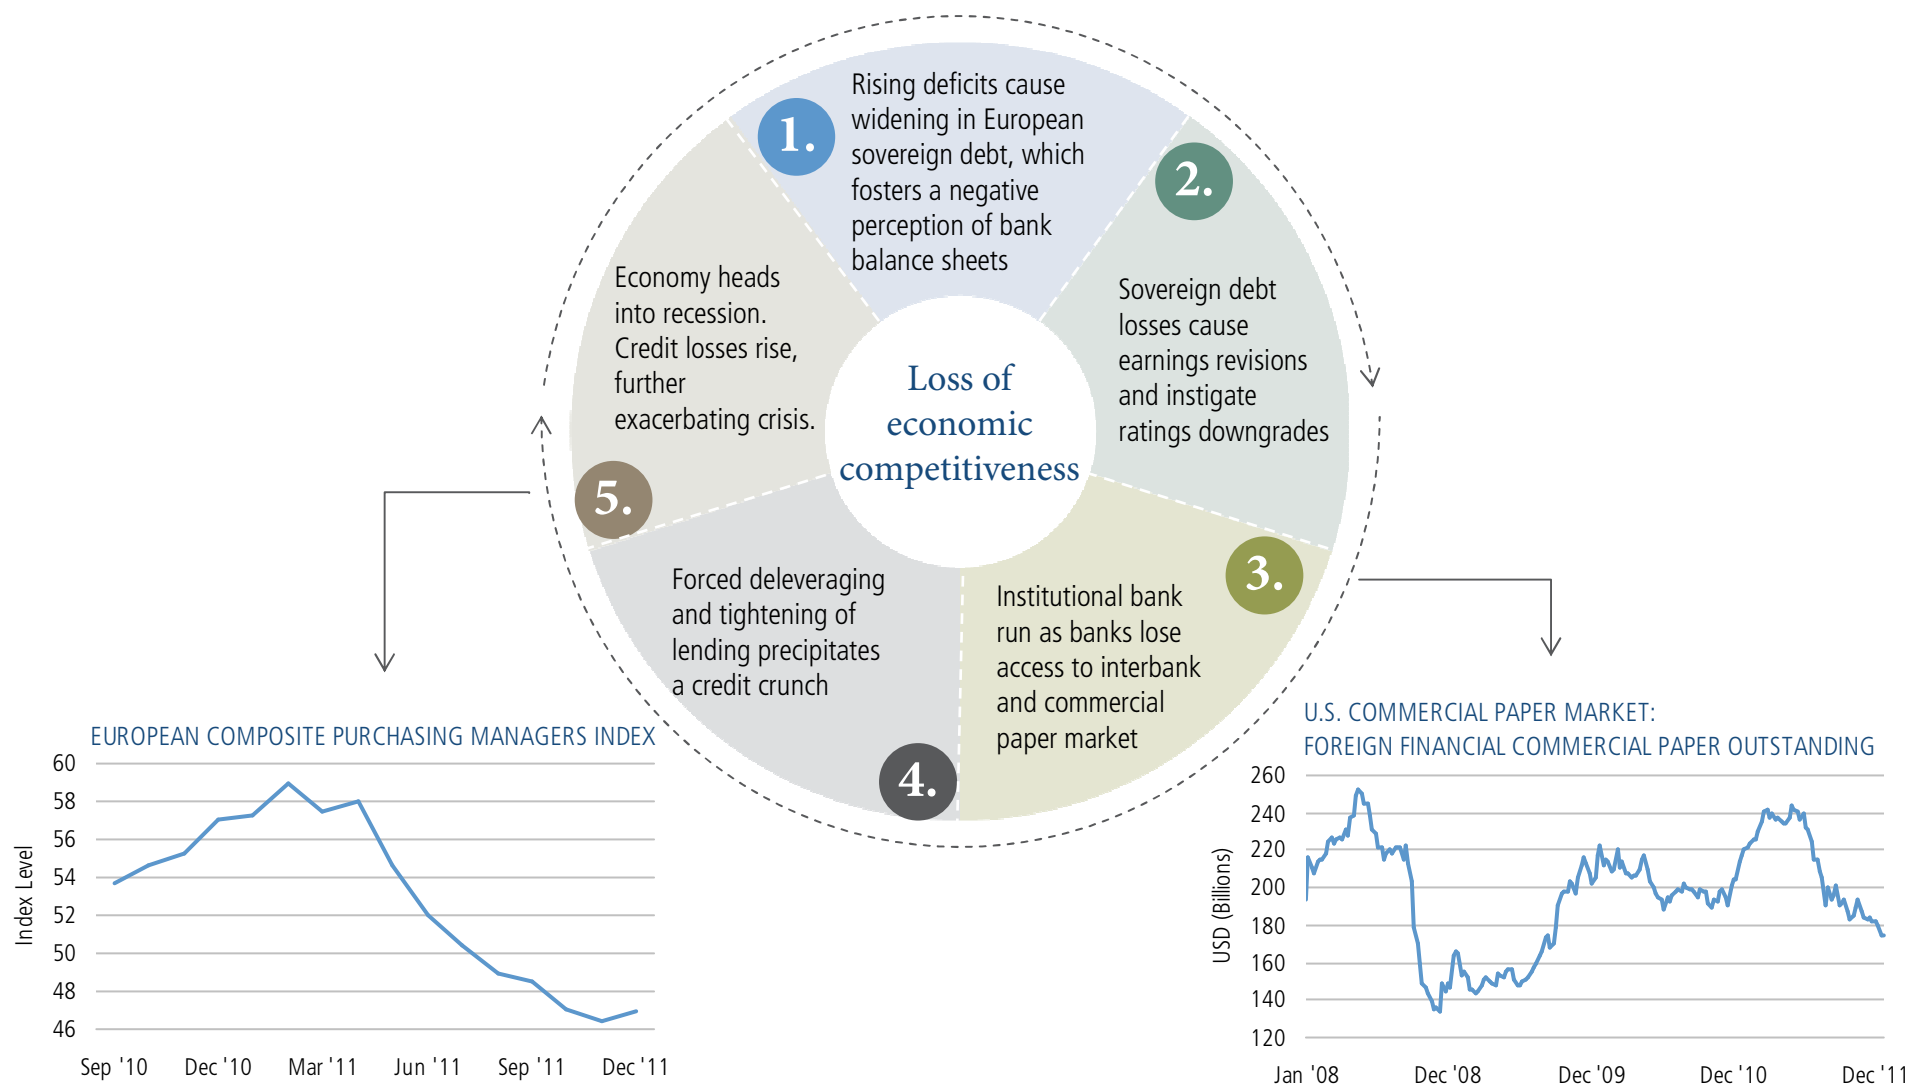 1.
Rising deficits cause
widening in European
sovereign debt, which
fosters a negative
perception of bank
balance sheets
2.
Sovereign debt
losses cause
earnings revisions
and instigate
ratings downgrades
3.
Institutional bank
run as banks lose
access to interbank
and commercial
paper market
4.
Forced deleveraging
and tightening of
lending precipitates
a credit crunch
5.
Economy heads
into recession.
Credit losses rise,
further
exacerbating crisis.
Loss of
economic
competitiveness
EUROPEAN COMPOSITE PURCHASING MANAGERS INDEX
Index Level
60
58
56
54
52
50
48
46
Sep '10 Dec '10 Mar '11 Jun '11 Sep '11 Dec '11
U.S. COMMERCIAL PAPER MARKET:
FOREIGN FINANCIAL COMMERCIAL PAPER OUTSTANDING
USD (Billions)
260
240
220
200
180
160
140
120
Jan '08 Dec '08 Dec '09 Dec '10 Dec '11